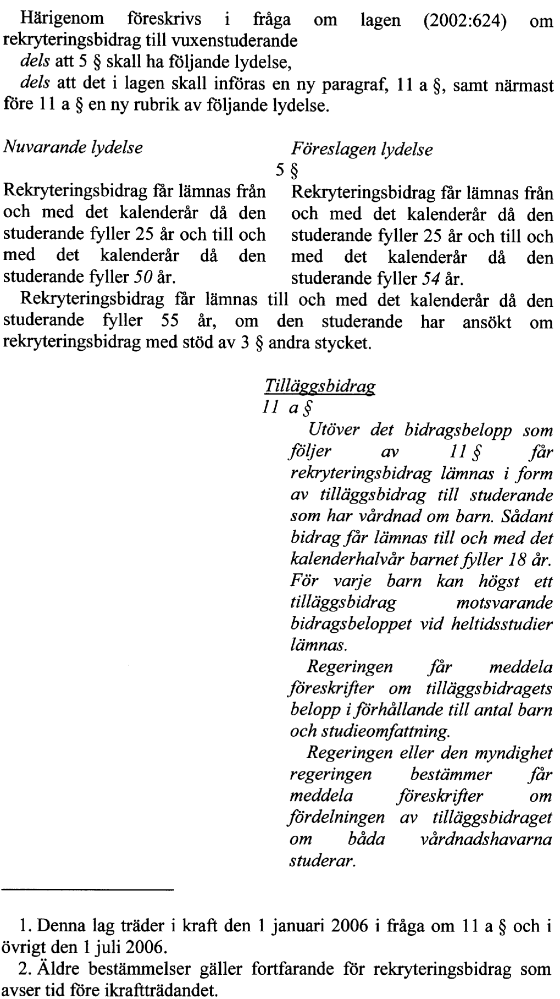 Härigenom föreskrivs i fråga om lagen (2002:624) om
rekryteringsbidrag till vuxenstuderande
dels att 5 § skall ha följande lydelse,
dels att det i lagen skall införas en ny paragraf, 11 a §, samt närmast
före 11 a § en ny rubrik av följande lydelse.
Nuvarande lydelse
Föreslagen lydelse
5 §
Rekryteringsbidrag får lämnas från
och med det kalenderår då den
studerande fyller 25 år och till och
med det kalenderår då den
studerande fyller 50 år.
Rekryteringsbidrag får lämnas från
och med det kalenderår då den
studerande fyller 25 år och till och
med det kalenderår då den
studerande fyller 54 år.
Rekryteringsbidrag får lämnas till och med det kalenderår då den
studerande fyller 55 år, om den studerande har ansökt om
rekryteringsbidrag med stöd av 3 § andra stycket.
Tilläggsbidrag
11 a §
Utöver det bidragsbelopp som
följer av 11 § får
rekryteringsbidrag lämnas i form
av tilläggsbidrag till studerande
som har vårdnad om barn. Sådant
bidrag får lämnas till och med det
kalenderhalvår barnet fyller 18 år.
För varje barn kan högst ett
tilläggsbidrag motsvarande
bidragsbeloppet vid heltidsstudier
lämnas.
Regeringen får meddela
föreskrifter om tilläggsbidragets
belopp i förhållande till antal barn
och studieomfattning.
Regeringen eller den myndighet
regeringen bestämmer får
meddela föreskrifter om
fördelningen av tilläggsbidraget
om båda vårdnadshavarna
studerar.
1. Denna lag träder i kraft den 1 januari 2006 i fråga om 11 a § och i
övrigt den 1 juli 2006.
2. Äldre bestämmelser gäller fortfarande för rekryteringsbidrag som
avser tid före ikraftträdandet.